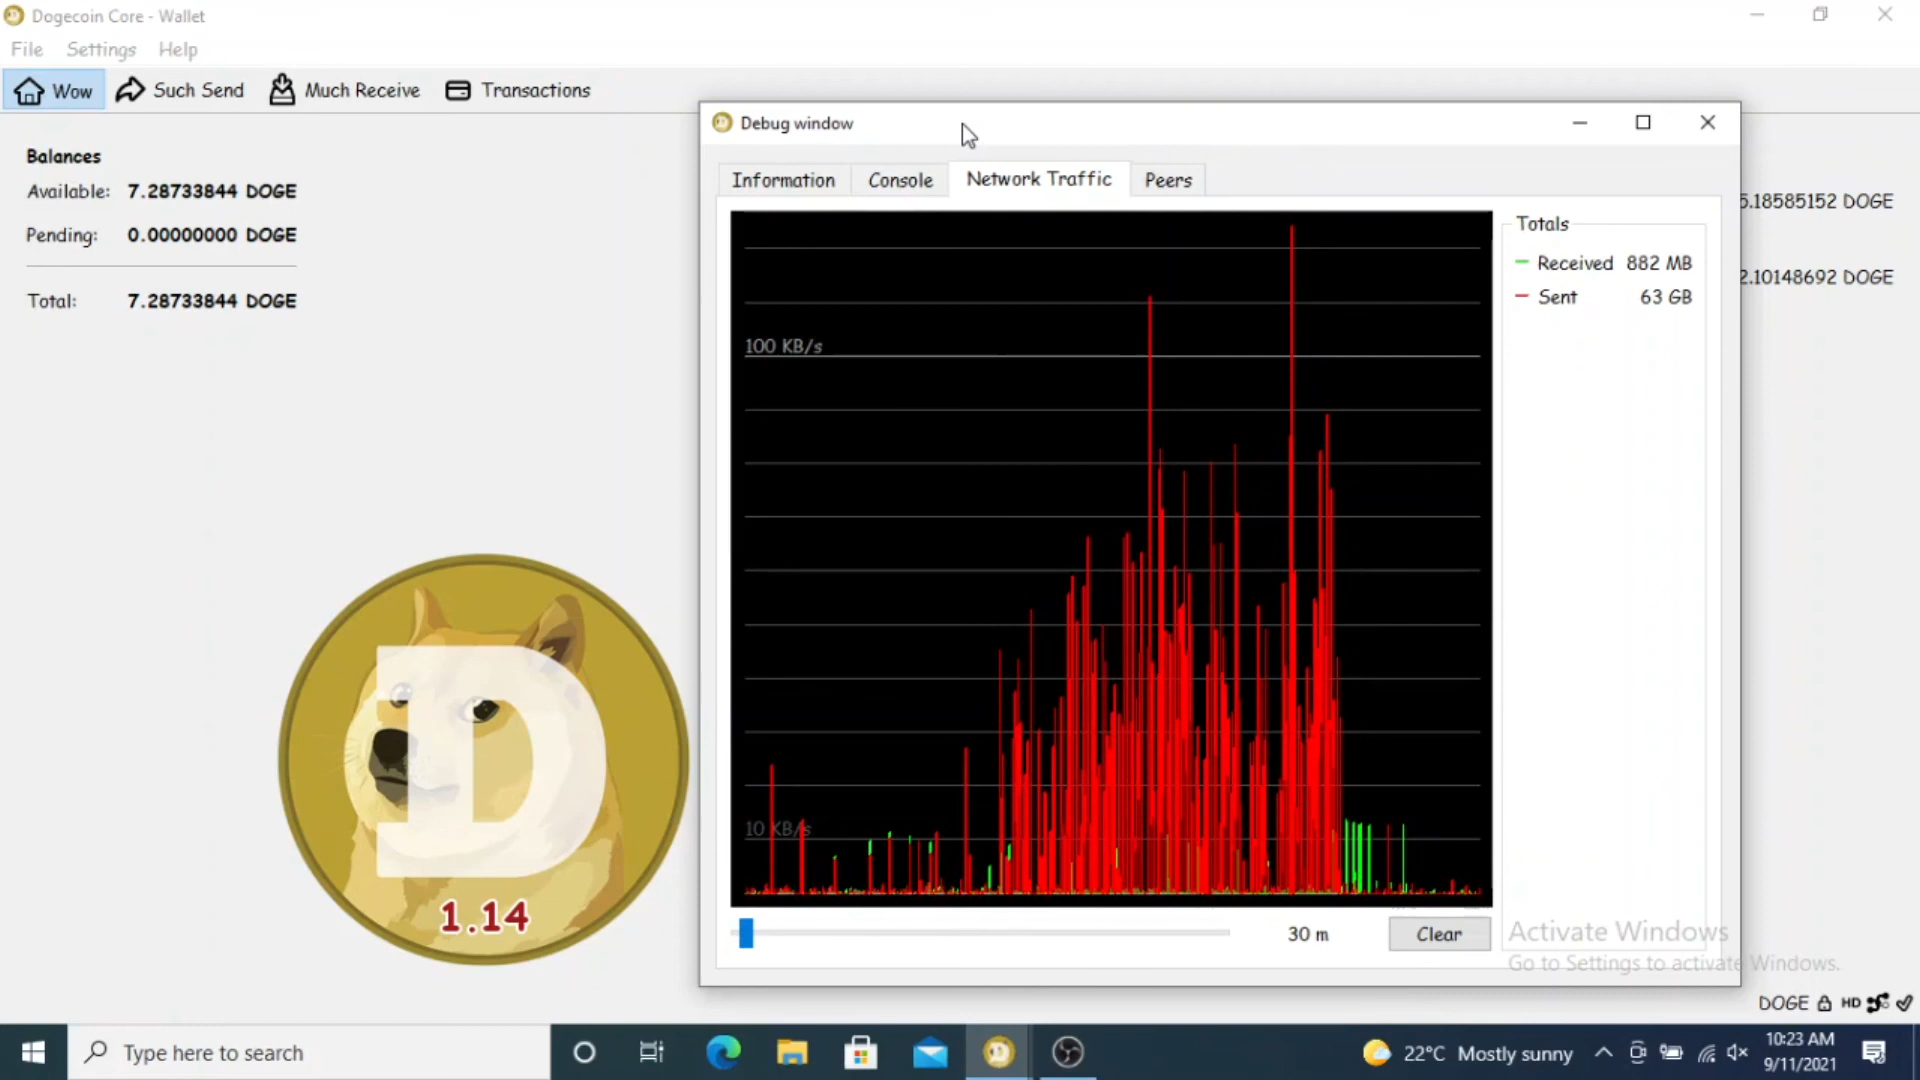 Dogecoin Core - Wallet
File Settings Help
Wow Such Send Much Receive Transactions
Balances
Available: 7.28733844 DOGE
Pending: 0.00000000 DOGE
Total: 7.28733844 DOGE
D
1.14
Debug window
Information Console Network Traffic Peers
100 KB/s
10 KB/s
Totals
Received 882 MB
Sent 63 GB
5.18585152 DOGE
2.10148692 DOGE
30 m Clear
Activate Windows
Go to Settings to activate Windows.
DOGE HD
Type here to search
22°C Mostly sunny
10:23 AM
9/11/2021